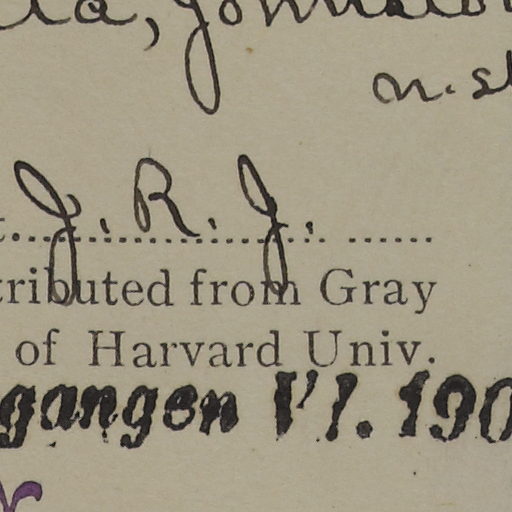 n.
J. R. J.
tributed from Gray
of Harvard Univ.
gangen VI. 190